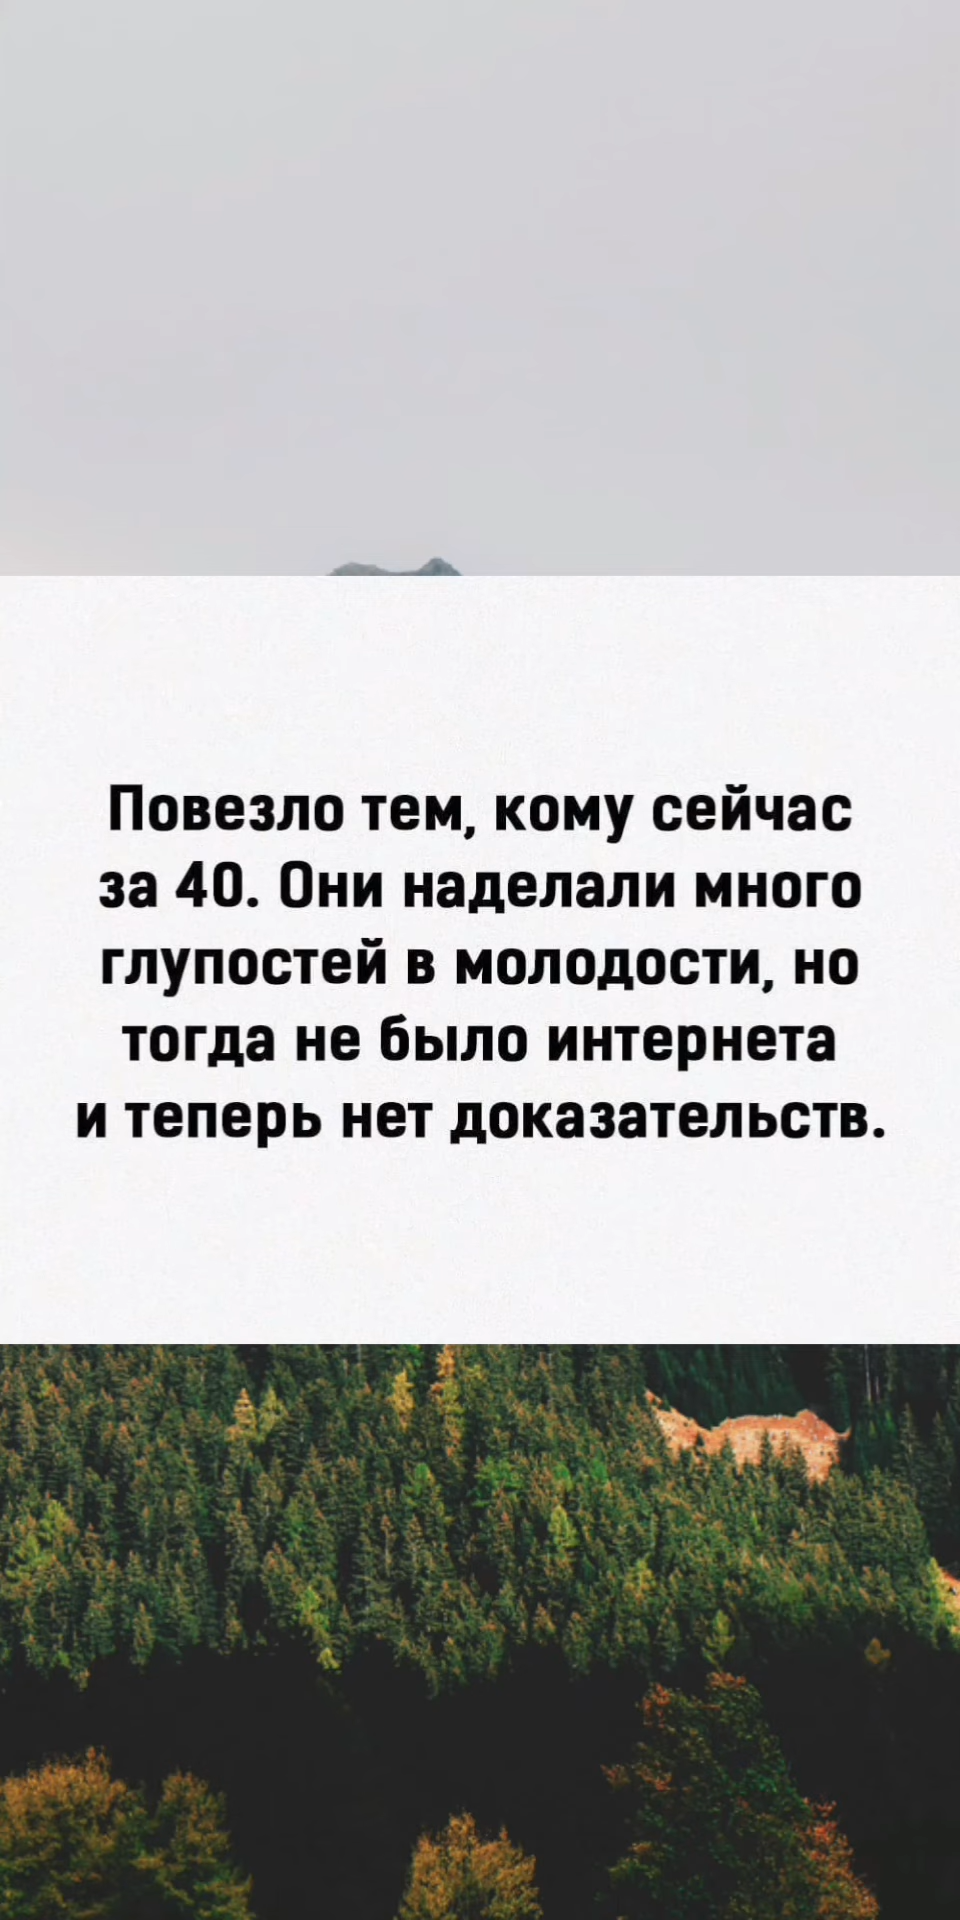 Повезло тем, кому сейчас
за 40. Они наделали много
глупостей в молодости, но
тогда не было интернета
и теперь нет доказательств.